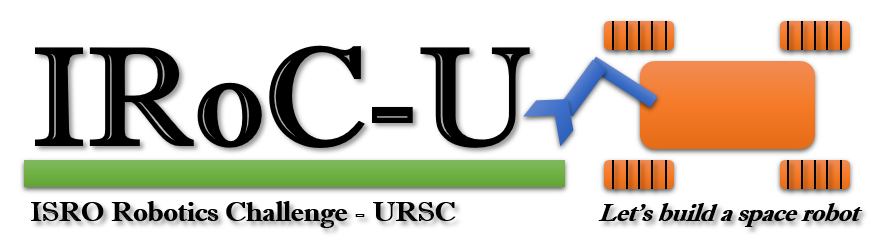 IRoC-U
ISRO Robotics Challenge - URSC
Let's build a space robot